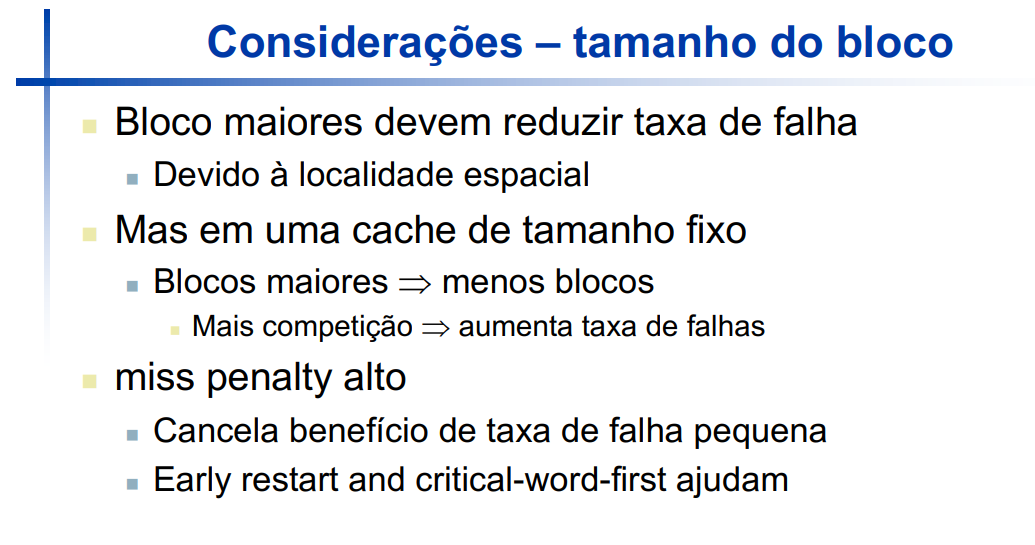 Considerações – tamanho do bloco
Bloco maiores devem reduzir taxa de falha
Devido à localidade espacial
Mas em uma cache de tamanho fixo
Blocos maiores ⇒ menos blocos
Mais competição ⇒ aumenta taxa de falhas
miss penalty alto
Cancela benefício de taxa de falha pequena
Early restart and critical-word-first ajudam